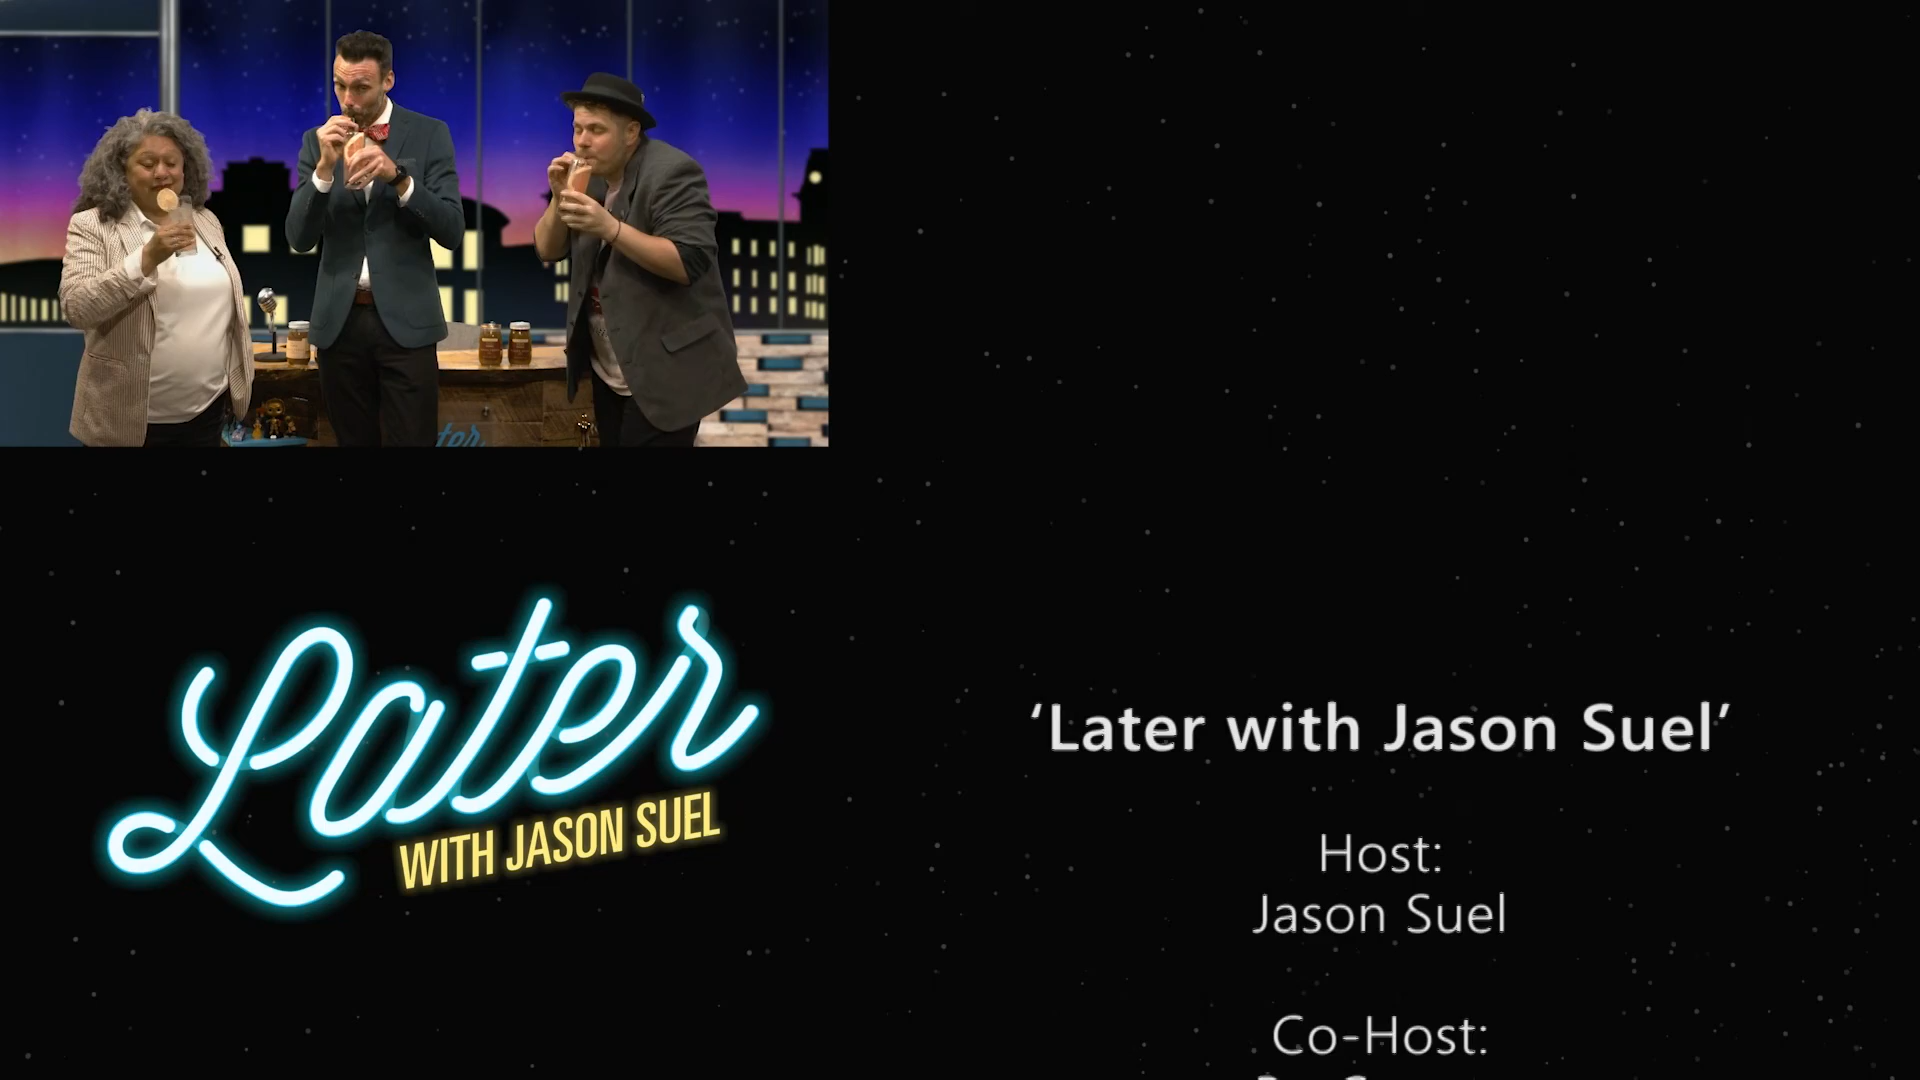 Later
WITH JASON SUEL
‘Later with Jason Suel’
Host:
Jason Suel
Co-Host: